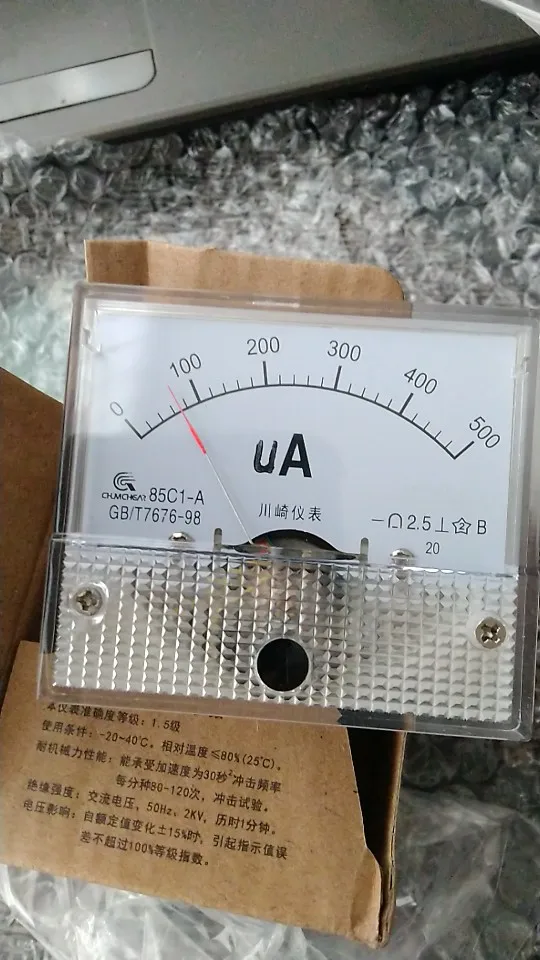 0 100 200 300 400 500
uA
CHUMCHGAR 85C1-A
GB/T7676-98
川崎仪表
2.5 ⊥ B
20
本仪表准确度等级：1.5级
使用条件：-20~40℃，相对温度≤80%(25℃)，
耐机械力性能：能承受加速度为30秒²冲击频率
每分钟80-120次，冲击试验。
绝缘强度：交流电压，50Hz，2KV，历时1分钟。
电压影响：自额定值变化±15%时，引起指示值误
差不超过100%等级指数。